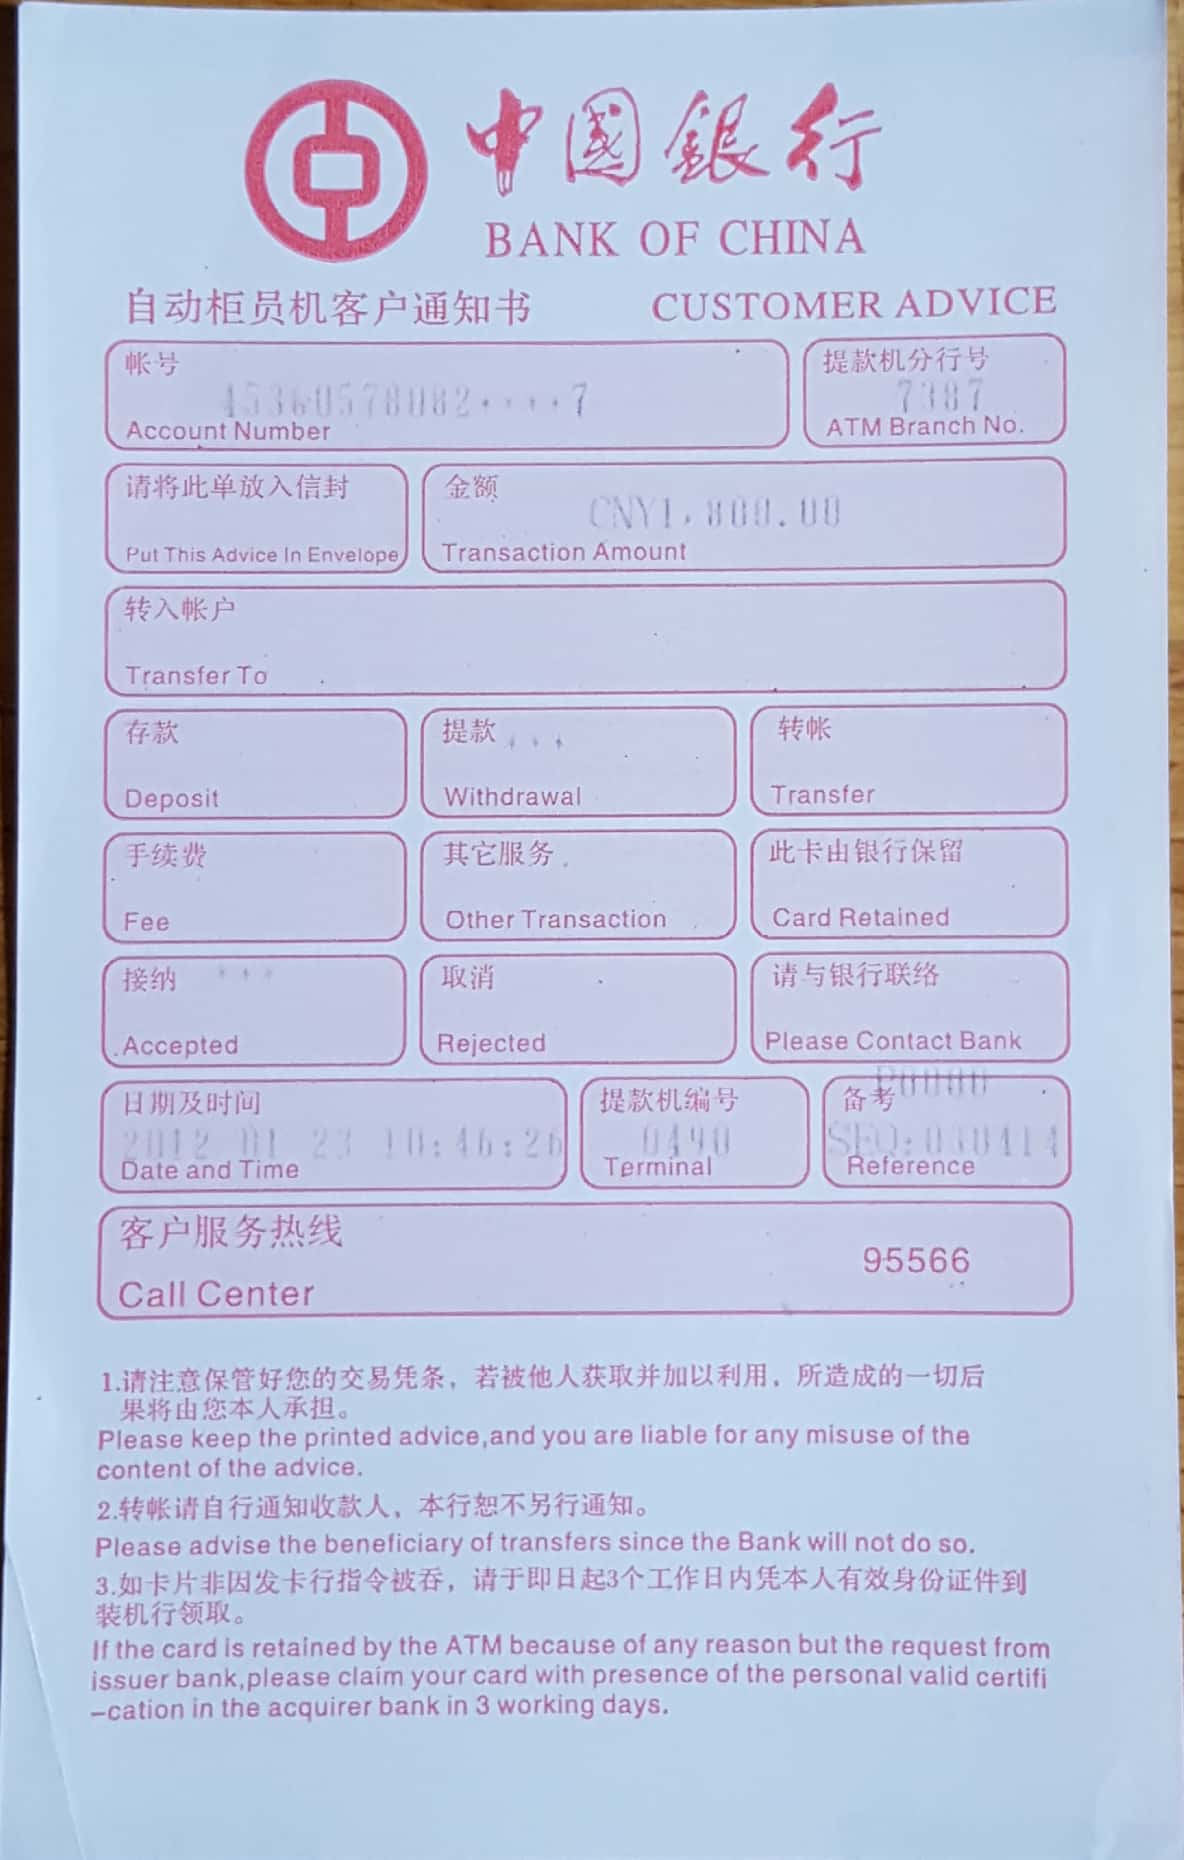 中國銀行
BANK OF CHINA
自动柜员机客户通知书 CUSTOMER ADVICE
帐号 提款机分行号
45360578082****7 7387
Account Number ATM Branch No.
请将此单放入信封 金额
CNY1,800.00
Put This Advice In Envelope Transaction Amount
转入帐户
Transfer To
存款 提款 *** 转帐
Deposit Withdrawal Transfer
手续费 其它服务 此卡由银行保留
Fee Other Transaction Card Retained
接纳 *** 取消 请与银行联络
Accepted Rejected Please Contact Bank
P0000
日期及时间 提款机编号 备考
2012 01 23 10:46:26 0490 SEQ:030414
Date and Time Terminal Reference
客户服务热线
95566
Call Center
1.请注意保管好您的交易凭条，若被他人获取并加以利用，所造成的一切后
果将由您本人承担。
Please keep the printed advice,and you are liable for any misuse of the
content of the advice.
2.转帐请自行通知收款人，本行恕不另行通知。
Please advise the beneficiary of transfers since the Bank will not do so.
3.如卡片非因发卡行指令被吞，请于即日起3个工作日内凭本人有效身份证件到
装机行领取。
If the card is retained by the ATM because of any reason but the request from
issuer bank,please claim your card with presence of the personal valid certifi
-cation in the acquirer bank in 3 working days.